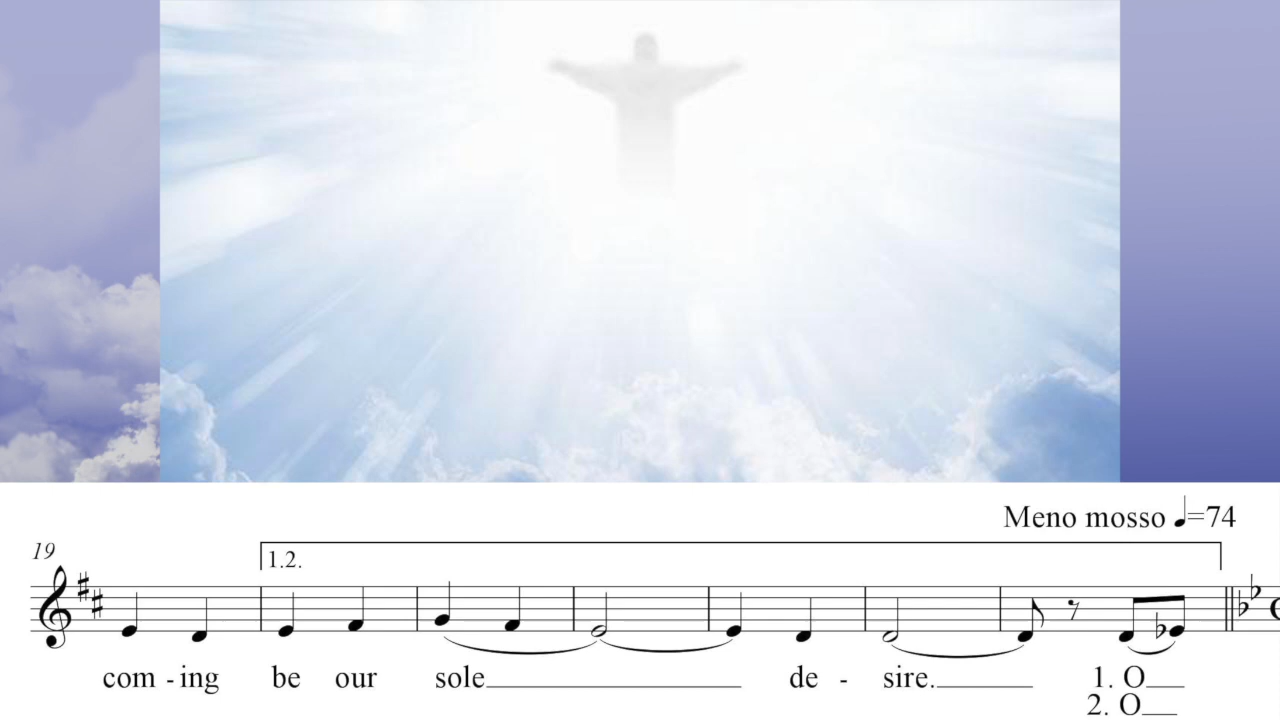 Meno mosso ♩=74
19
1.2.
com - ing be our sole de - sire. 1. O
2. O